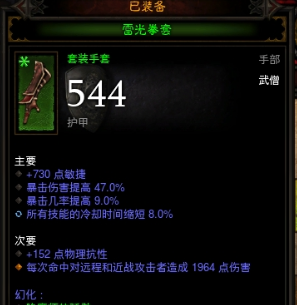 已装备
雷光拳套
套装手套
手部
武僧
544
护甲
主要
+730 点敏捷
暴击伤害提高 47.0%
暴击几率提高 9.0%
所有技能的冷却时间缩短 8.0%
次要
+152 点物理抗性
每次命中对远程和近战攻击者造成 1964 点伤害
幻化：